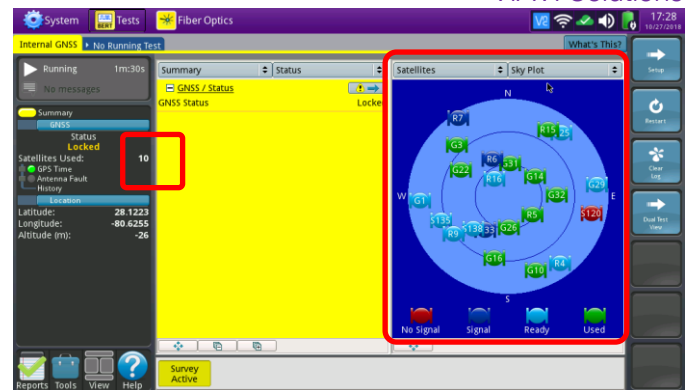 System Tests Fiber Optics
17:28
10/27/2018
Internal GNSS No Running Test What's This?
Running 1m:30s
No messages
Summary
GNSS
Status
Locked
Satellites Used: 10
GPS Time
Antenna Fault
History
Location
Latitude: 28.1223
Longitude: -80.6255
Altitude (m): -26
Summary Status
GNSS / Status
GNSS Status Locke
Satellites Sky Plot
N
R7
R15
G3
R6
G31
G22
R16
G14
G29
G32
W
G1
E
S135
R5
S120
R9
S138
33
G26
G16
G10
R4
S
No Signal Signal Ready Used
Setup
Restart
Clear
Log
Dual Test
View
Reports Tools View Help
Survey
Active